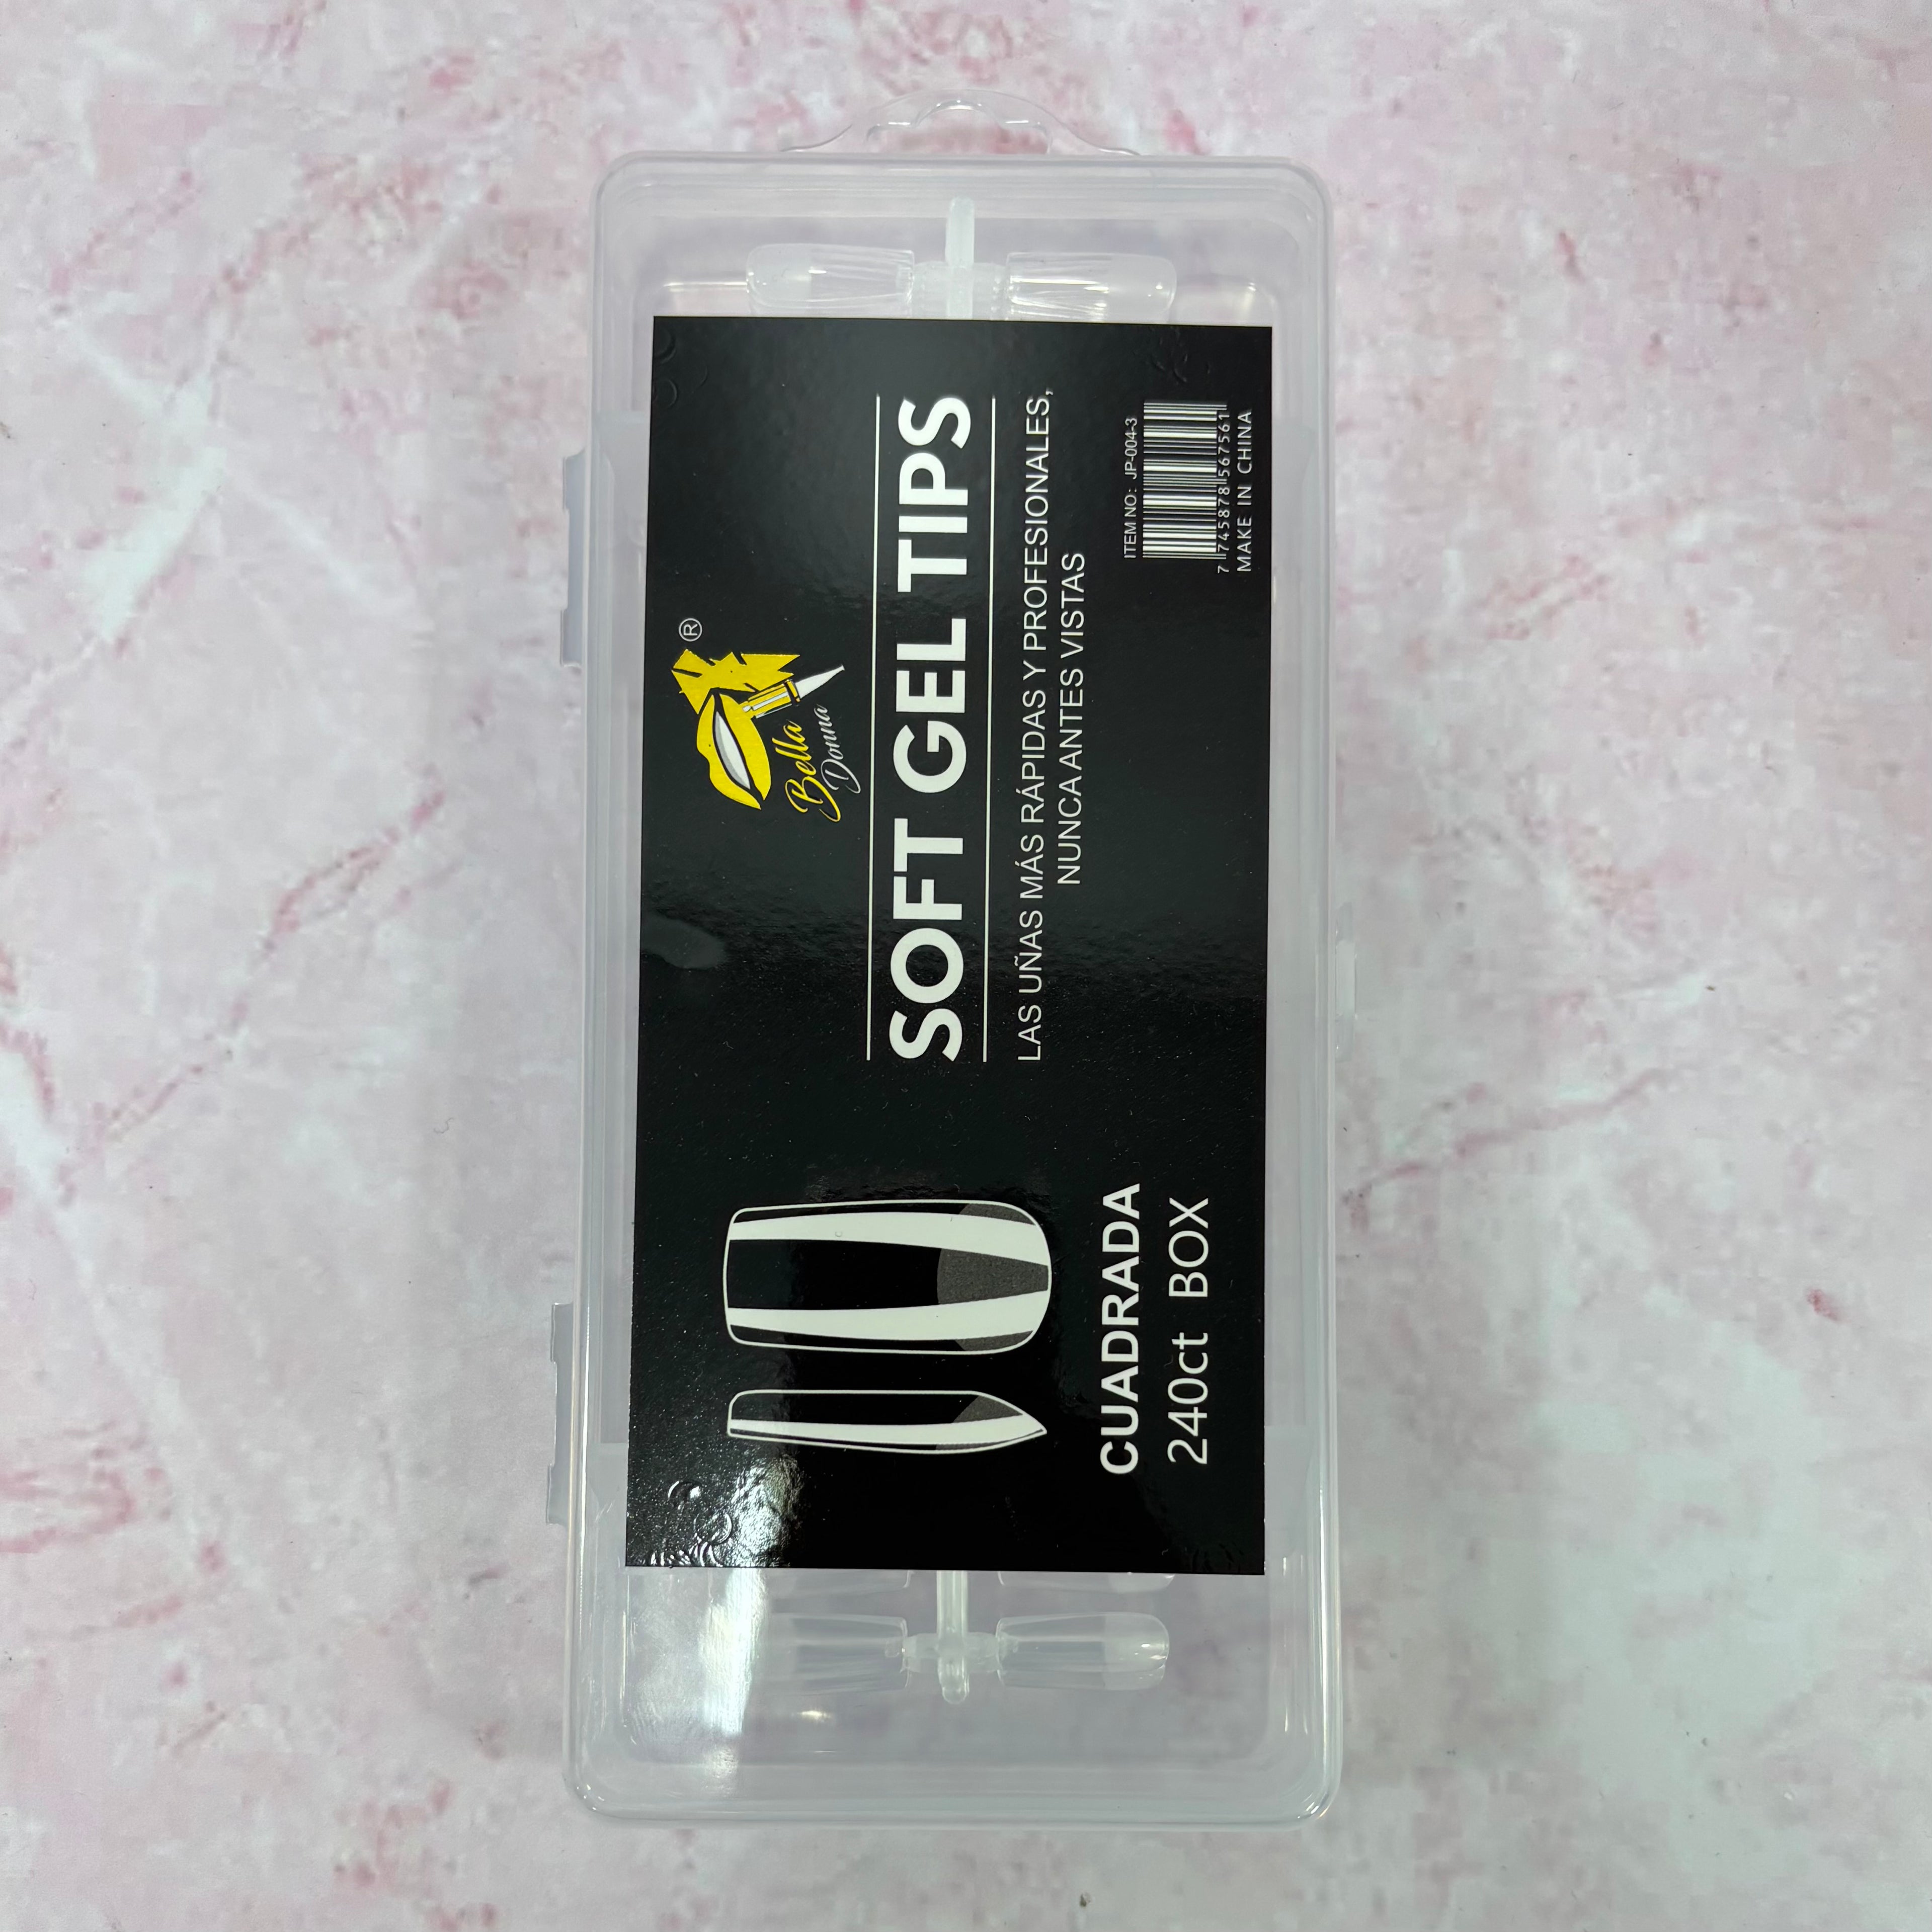 Bella
Donna
®
SOFT GEL TIPS
LAS UÑAS MÁS RÁPIDAS Y PROFESIONALES,
NUNCA ANTES VISTAS
CUADRADA
240ct BOX
ITEM NO: JP-004-3
7 745878 567561
MAKE IN CHINA